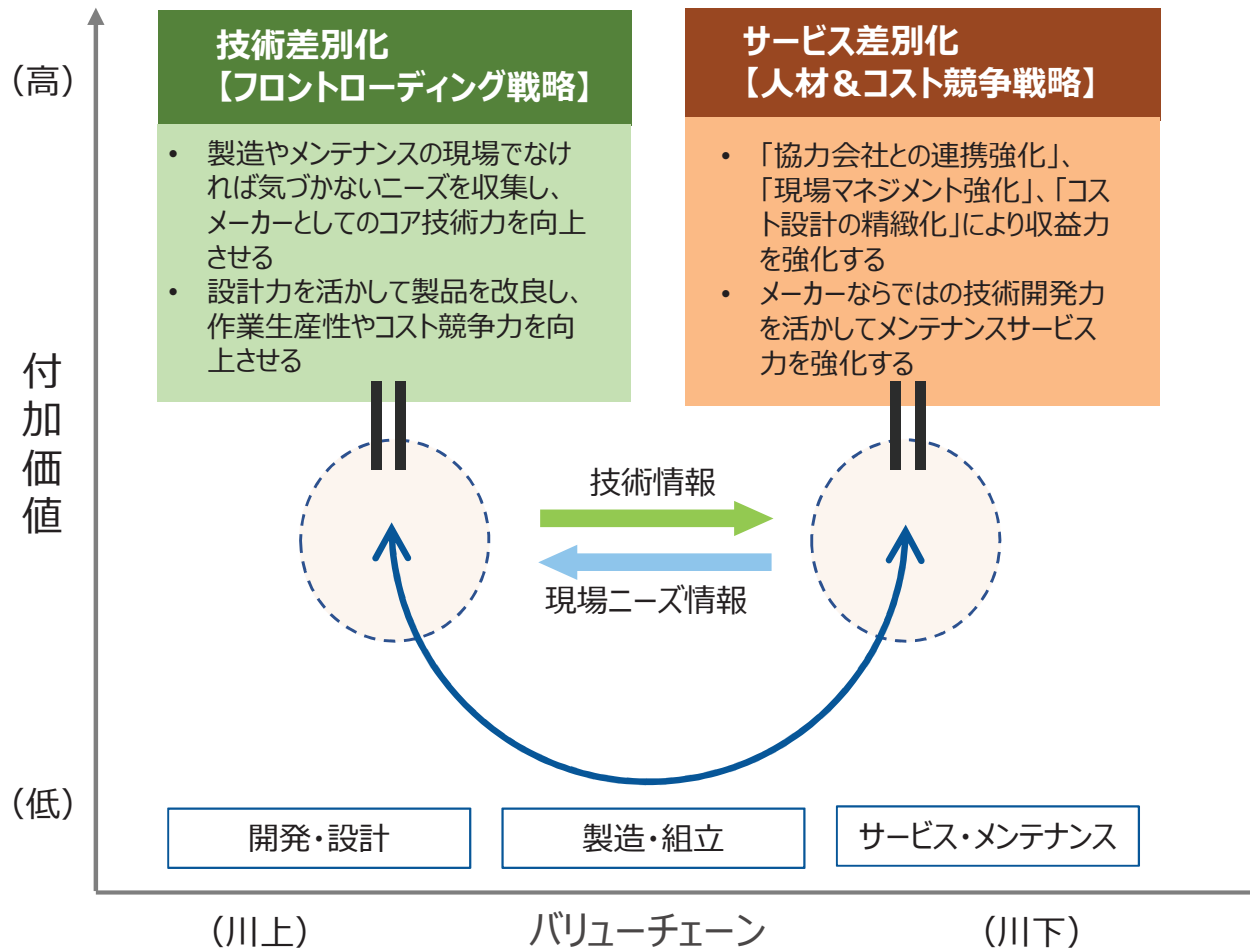 技術差別化
【フロントローディング戦略】
• 製造やメンテナンスの現場でなけ
れば気づかないニーズを収集し、
メーカーとしてのコア技術力を向上
させる
• 設計力を活かして製品を改良し、
作業生産性やコスト競争力を向
上させる
サービス差別化
【人材&コスト競争戦略】
• 「協力会社との連携強化」、
「現場マネジメント強化」、「コス
ト設計の精緻化」により収益力
を強化する
• メーカーならではの技術開発力
を活かしてメンテナンスサービス
力を強化する
（高）
付加価値
（低）
技術情報
現場ニーズ情報
開発・設計
製造・組立
サービス・メンテナンス
（川上）
バリューチェーン
（川下）